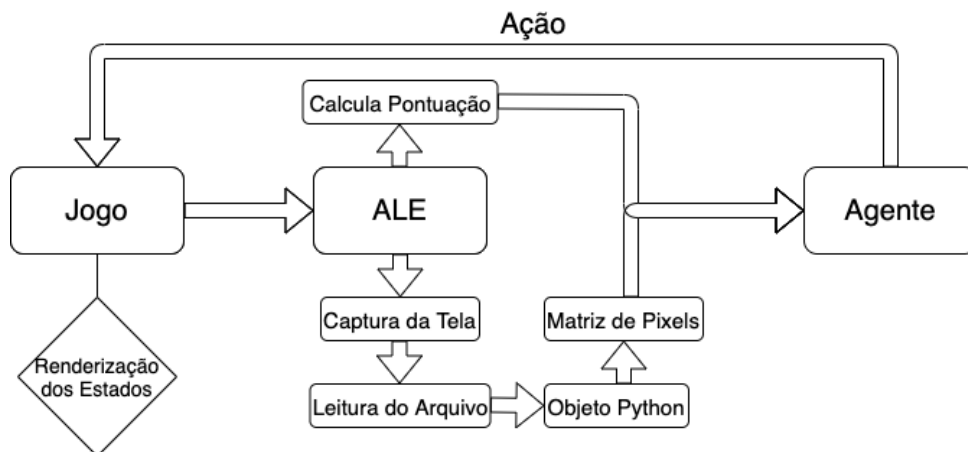 Ação
Calcula Pontuação
Jogo
ALE
Agente
Captura da Tela
Matriz de Pixels
Renderização
dos Estados
Leitura do Arquivo
Objeto Python